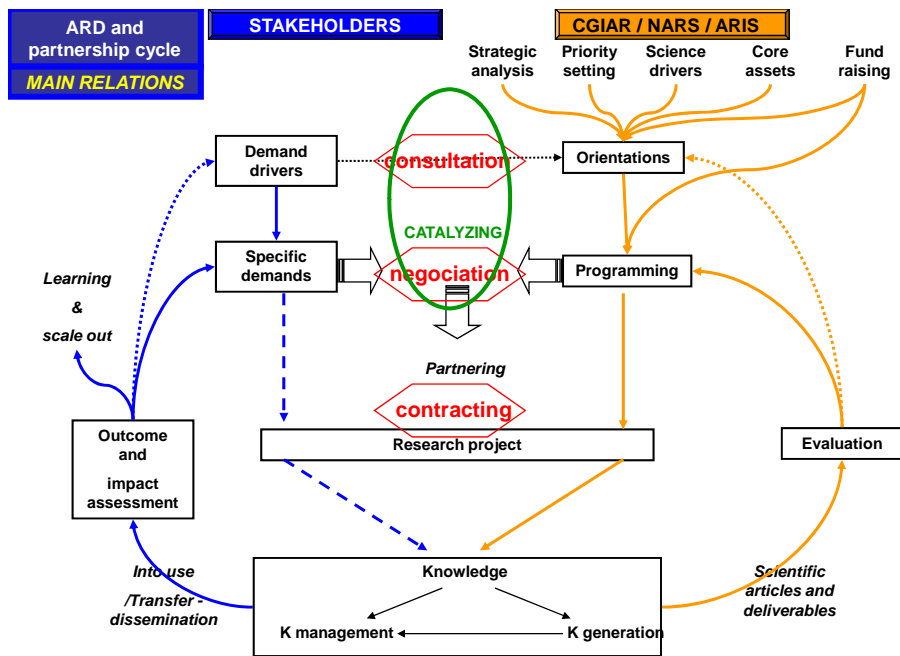 ARD and
partnership cycle
MAIN RELATIONS
STAKEHOLDERS
CGIAR / NARS / ARIS
Strategic
analysis
Priority
setting
Science
drivers
Core
assets
Fund
raising
Demand
drivers
consultation
Orientations
CATALYZING
Specific
demands
negociation
Programming
Learning
&
scale out
Partnering
contracting
Research project
Outcome
and
impact
assessment
Evaluation
Into use
/Transfer -
dissemination
Knowledge
K management
K generation
Scientific
articles and
deliverables